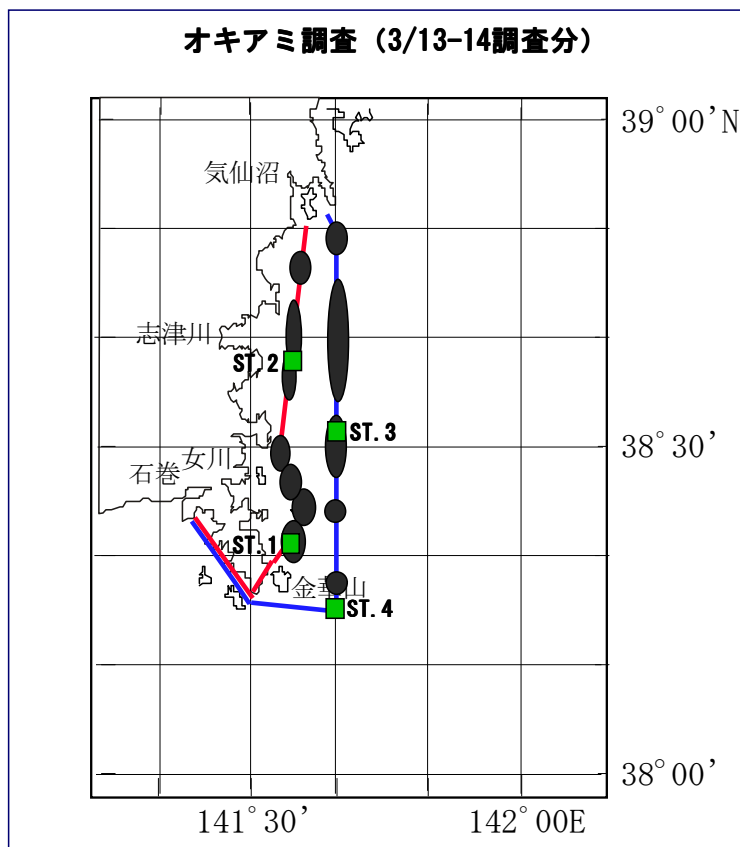 オキアミ調査（3/13-14調査分）
39°00'N
気仙沼
志津川
ST,2
ST.3
38°30'
女川
石巻
ST.1
金華山
ST.4
38°00'
141°30'
142°00E